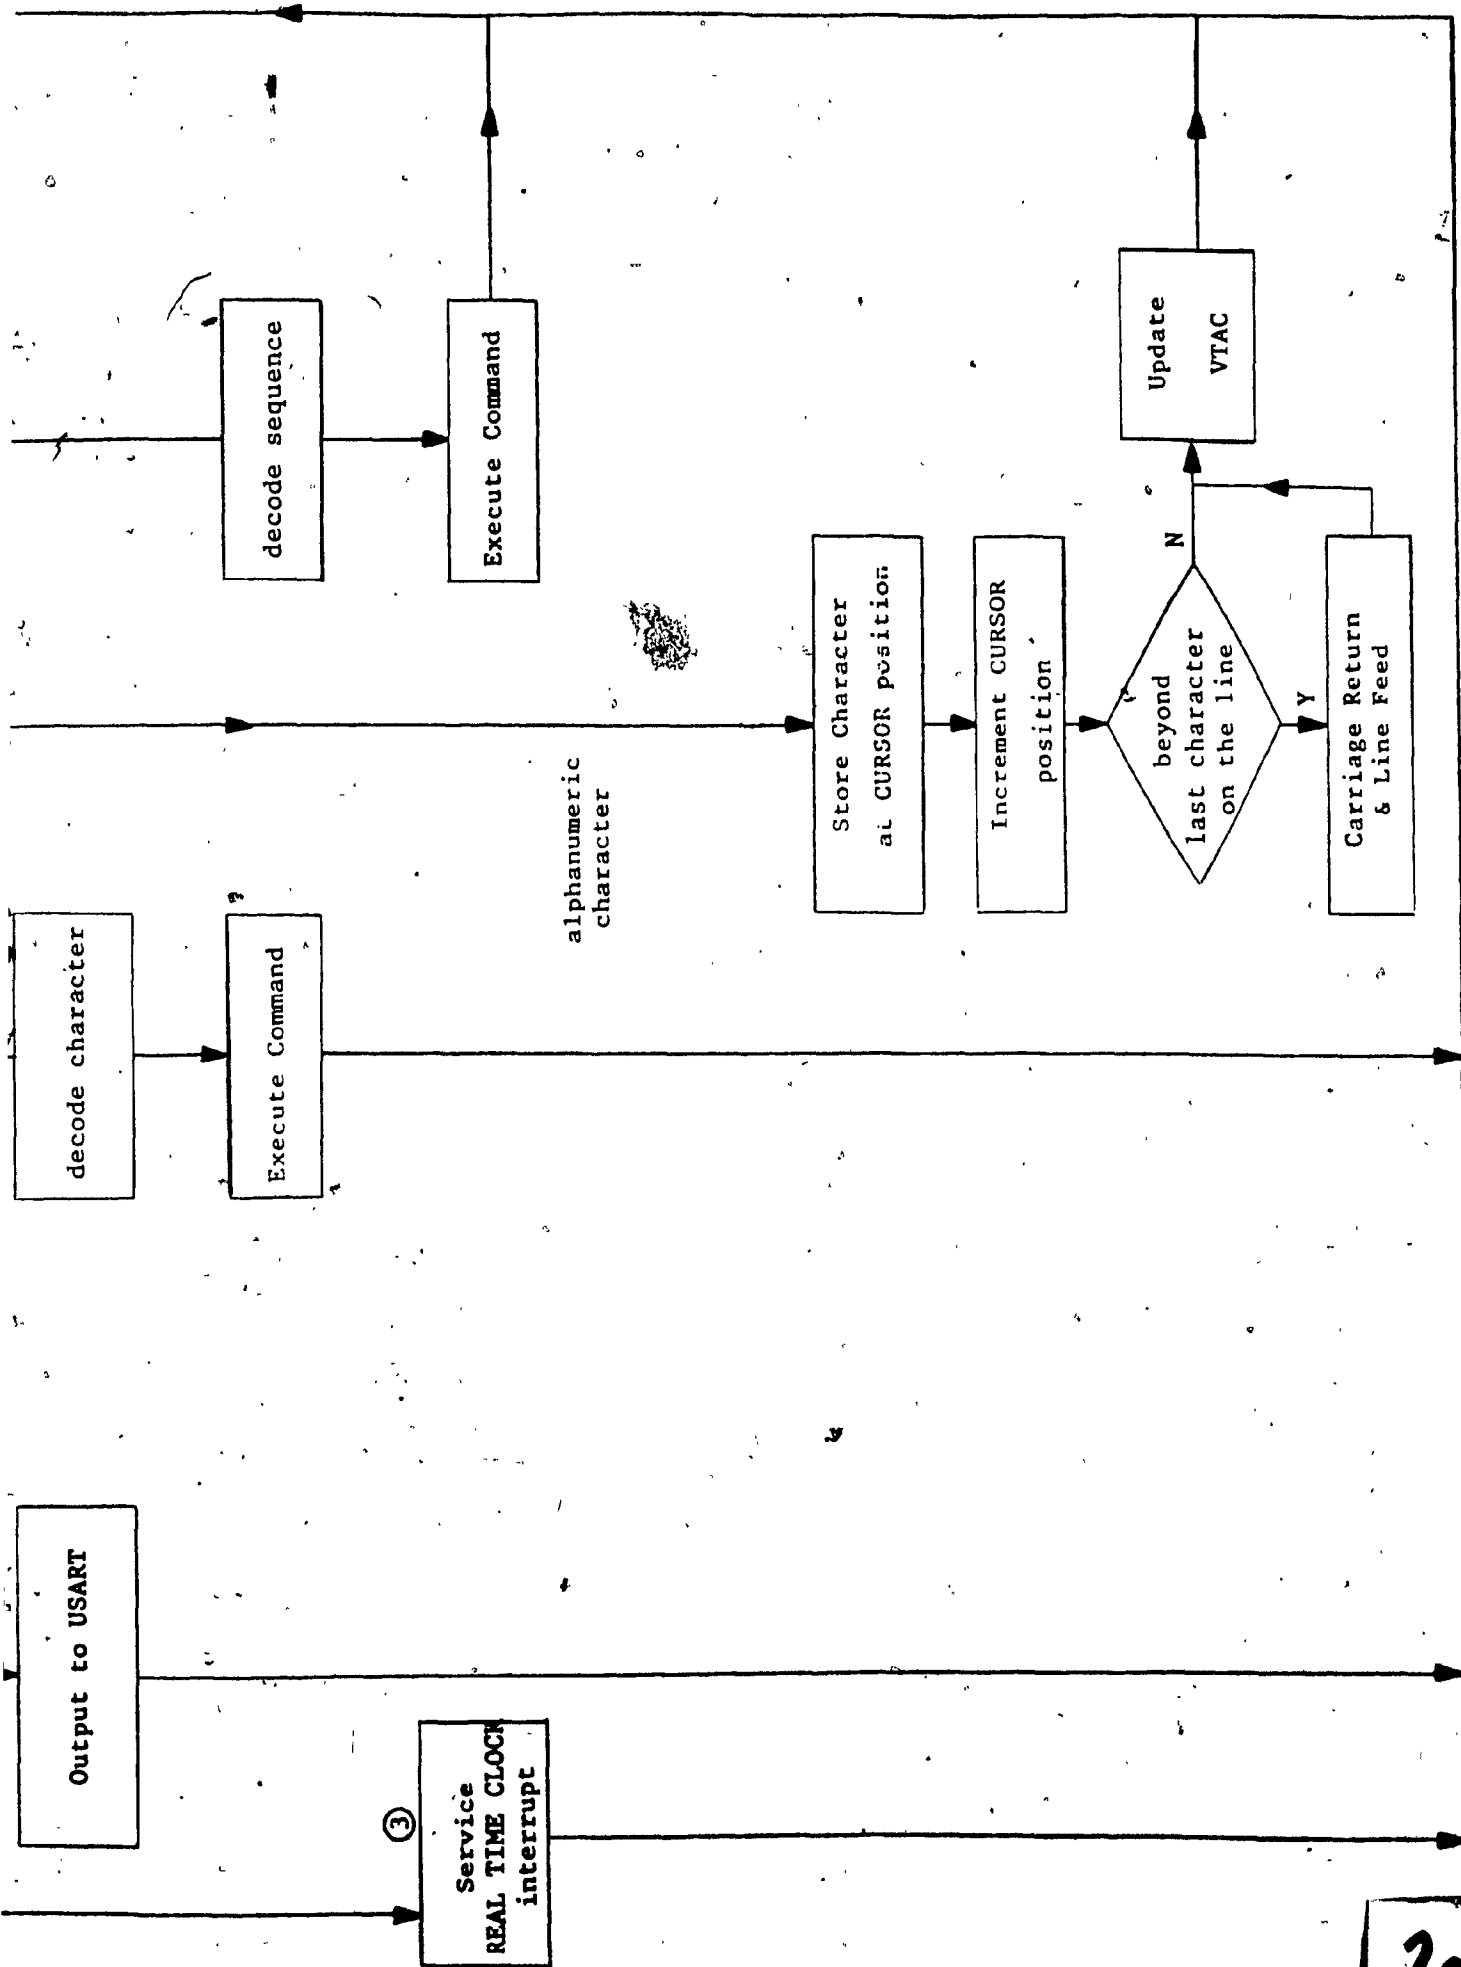 Output to USART
③
Service
REAL TIME CLOCK
interrupt
decode character
Execute Command
alphanumeric
character
Store Character
at CURSOR position
Increment CURSOR
position
beyond
last character
on the line
Y
N
Carriage Return
& Line Feed
Update
VTAC
decode sequence
Execute Command